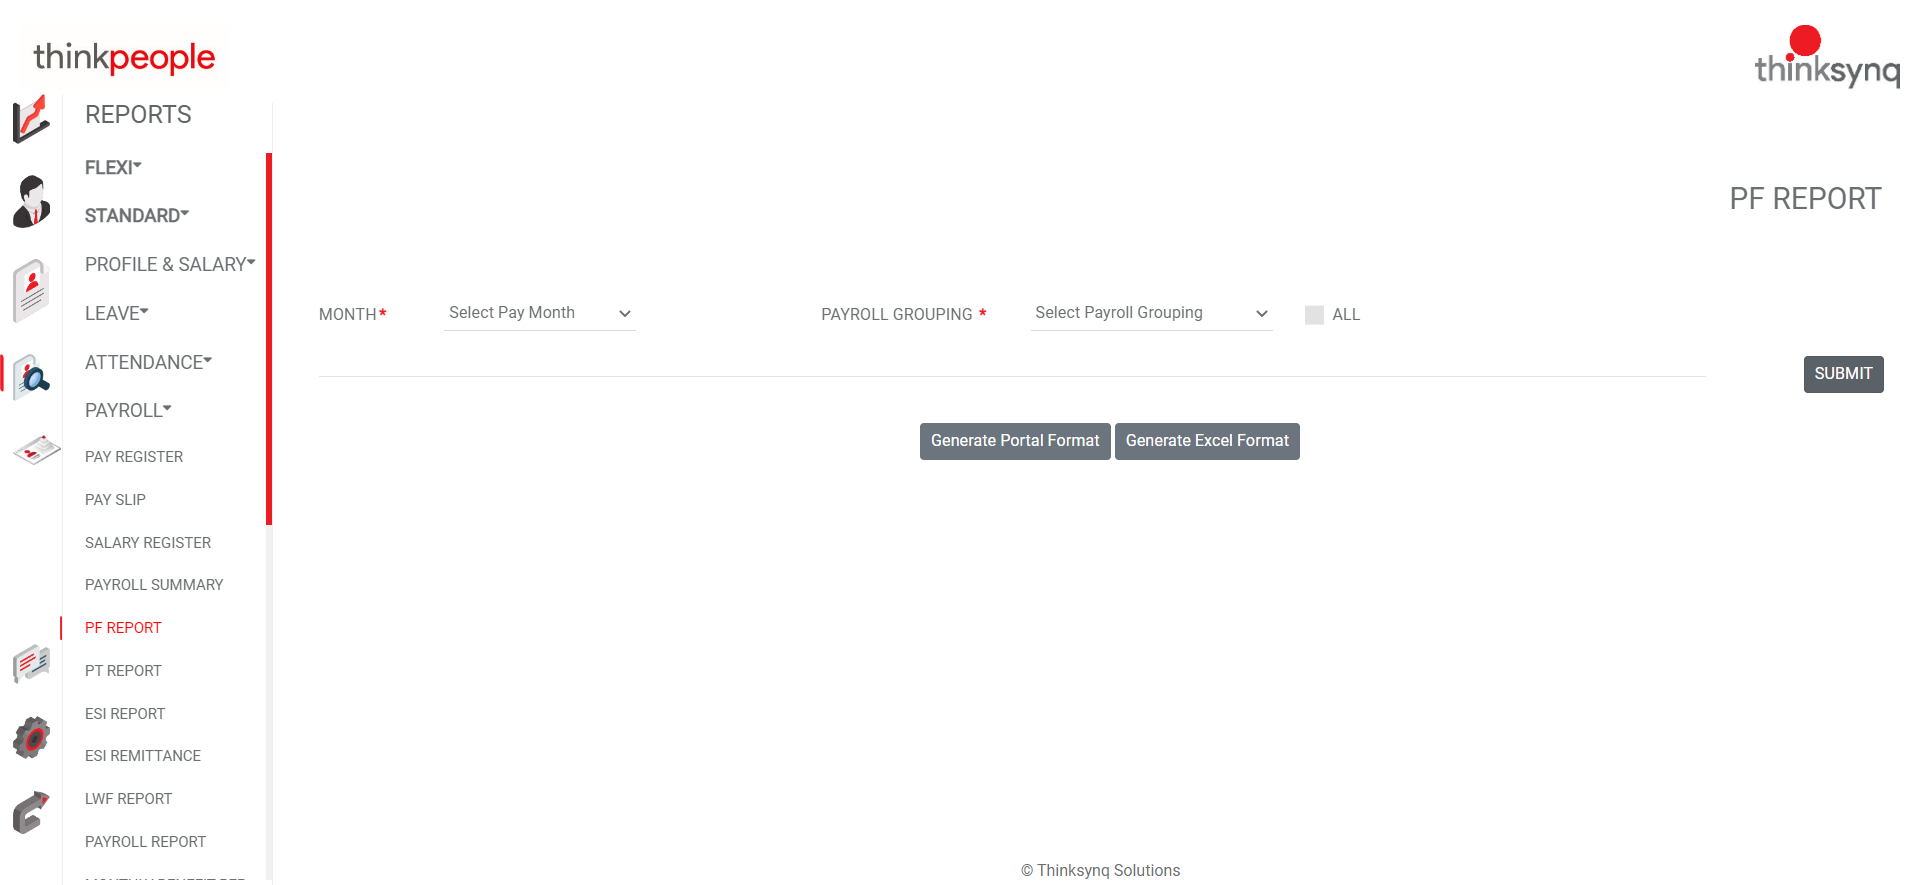 thinkpeople
thinksynq
REPORTS
FLEXI
STANDARD
PROFILE & SALARY
LEAVE
ATTENDANCE
PAYROLL
PAY REGISTER
PAY SLIP
SALARY REGISTER
PAYROLL SUMMARY
PF REPORT
PT REPORT
ESI REPORT
ESI REMITTANCE
LWF REPORT
PAYROLL REPORT
PF REPORT
MONTH* Select Pay Month PAYROLL GROUPING * Select Payroll Grouping ALL
SUBMIT
Generate Portal Format Generate Excel Format
© Thinksynq Solutions